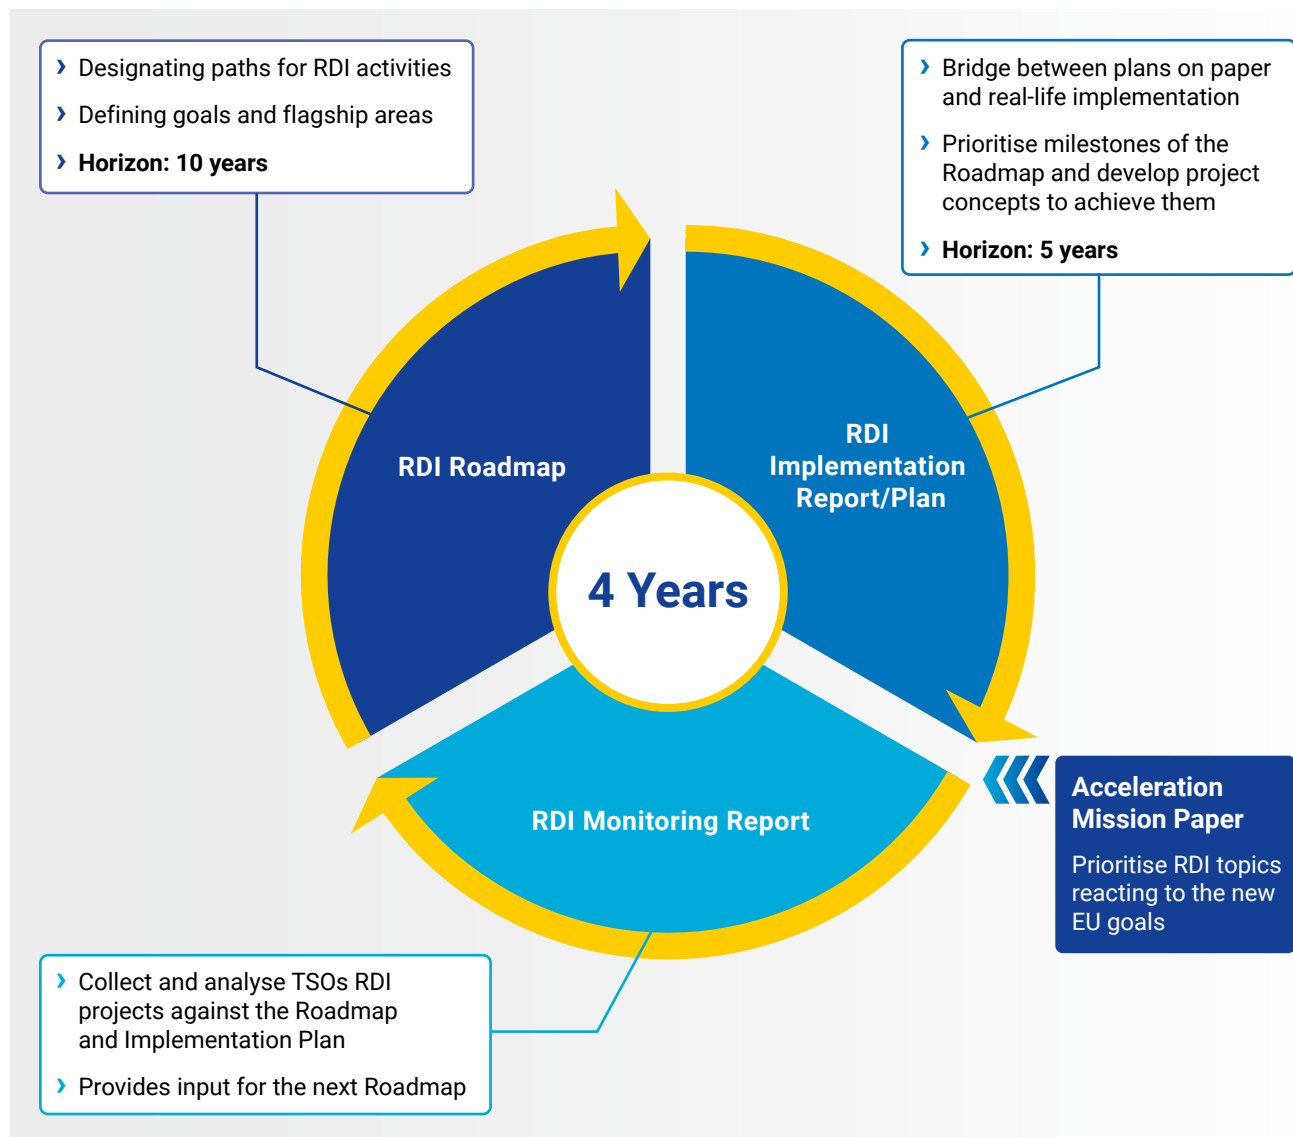 › Designating paths for RDI activities
› Defining goals and flagship areas
› Horizon: 10 years
› Bridge between plans on paper
and real-life implementation
› Prioritise milestones of the
Roadmap and develop project
concepts to achieve them
› Horizon: 5 years
RDI Roadmap
RDI
Implementation
Report/Plan
4 Years
RDI Monitoring Report
Acceleration
Mission Paper
Prioritise RDI topics
reacting to the new
EU goals
› Collect and analyse TSOs RDI
projects against the Roadmap
and Implementation Plan
› Provides input for the next Roadmap